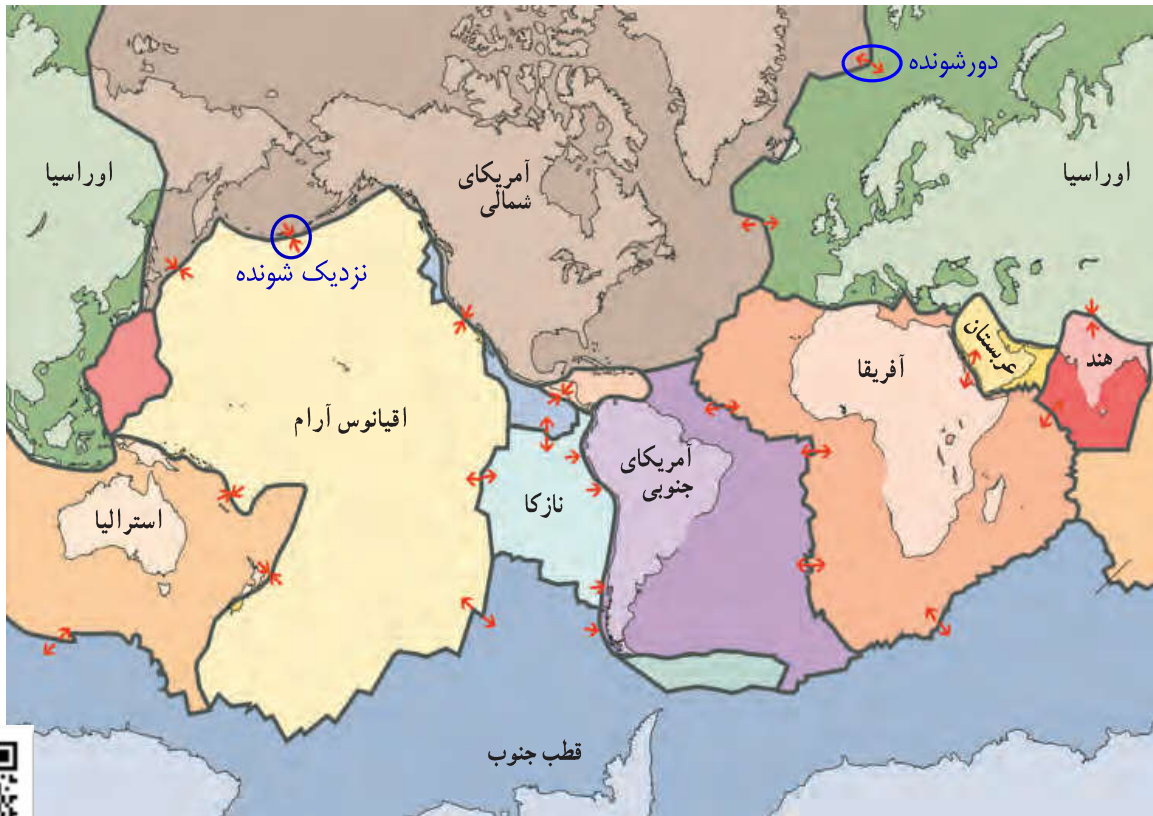 دورشونده
اوراسیا
آمریکای
شمالی
اوراسیا
نزدیک شونده
عربستان
هند
آفریقا
اقیانوس آرام
آمریکای
جنوبی
نازکا
استرالیا
قطب جنوب